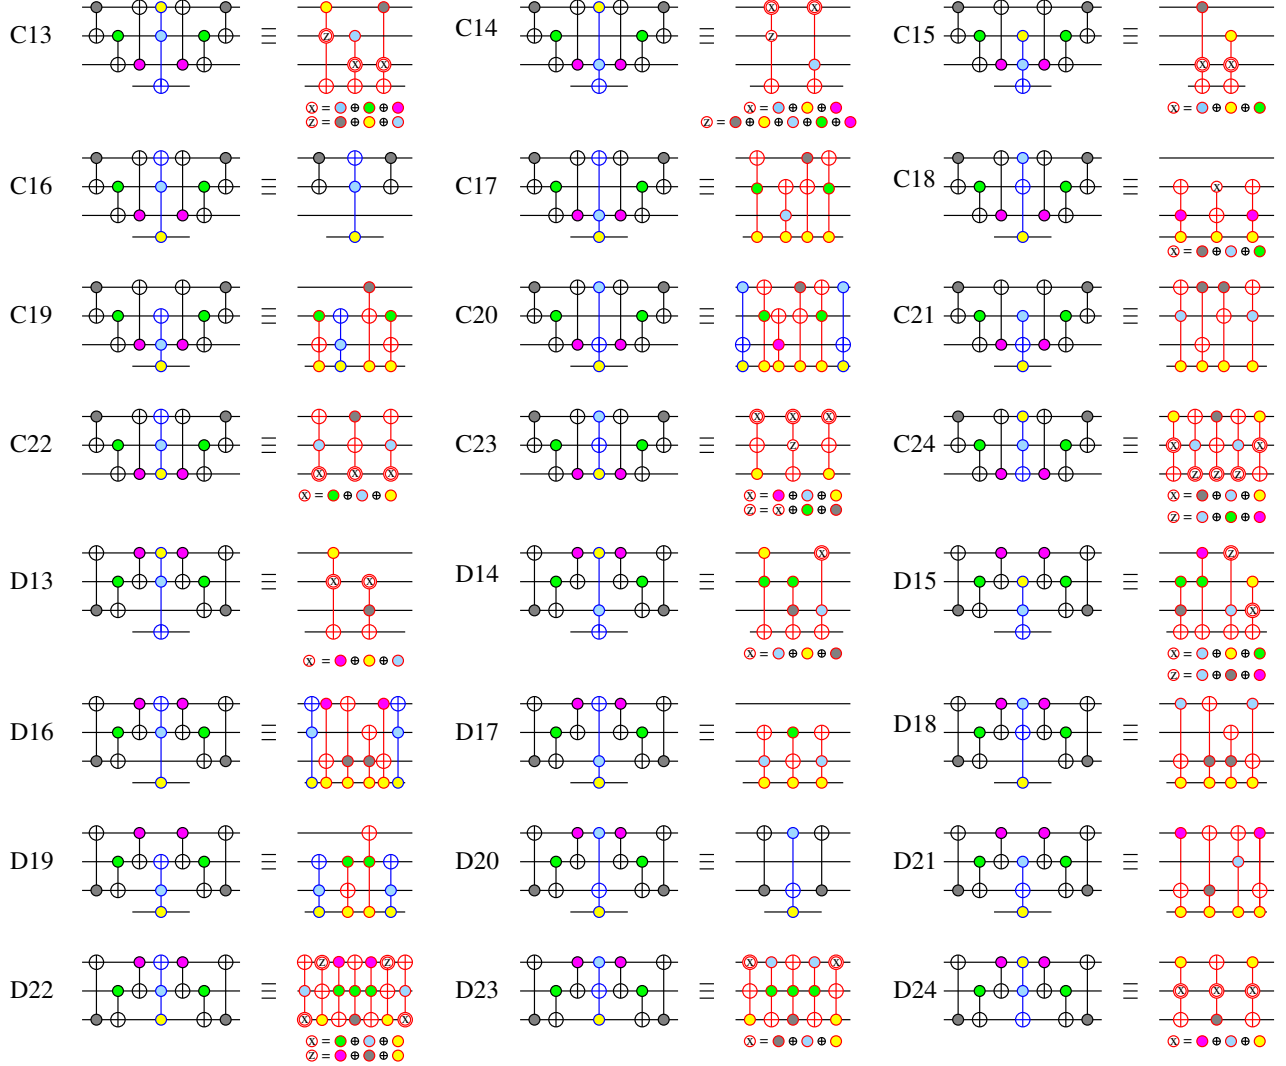 C13 z x x C14 x x z C15 x x
x = ⊕ ⊕ x = ⊕ ⊕ x = ⊕ ⊕
z = ⊕ ⊕ z = ⊕ ⊕ ⊕ ⊕
C16 C17 C18 x
x = ⊕ ⊕
C19 C20 C21
C22 x x x C23 x x x z C24 x x z z z
x = ⊕ ⊕ x = ⊕ ⊕ x = ⊕ ⊕
z = x ⊕ ⊕ z = ⊕ ⊕
D13 x x D14 x D15 z x
x = ⊕ ⊕ x = ⊕ ⊕ x = ⊕ ⊕
z = ⊕ ⊕
D16 D17 D18
D19 D20 D21
D22 z z x x D23 x x D24 x x x
x = ⊕ ⊕ x = ⊕ ⊕ x = ⊕ ⊕
z = ⊕ ⊕